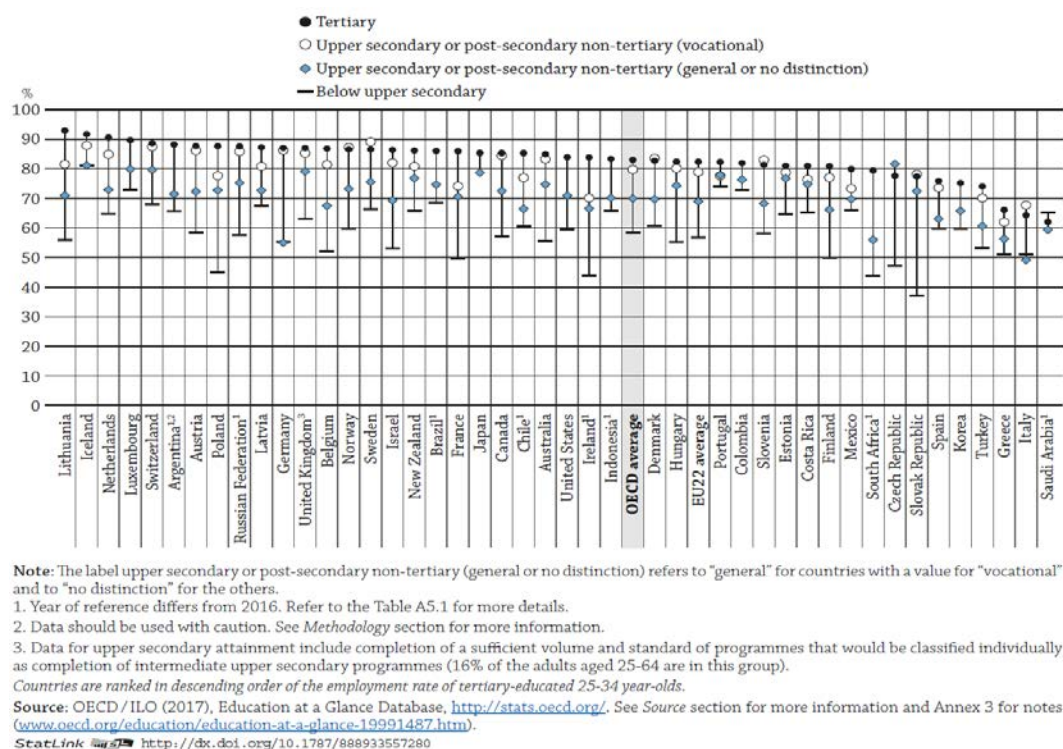 Tertiary
Upper secondary or post-secondary non-tertiary (vocational)
Upper secondary or post-secondary non-tertiary (general or no distinction)
Below upper secondary
%
100
90
80
70
60
50
40
30
20
10
0
Lithuania
Iceland
Netherlands
Luxembourg
Switzerland
Argentina1,2
Austria
Poland
Russian Federation1
Latvia
Germany
United Kingdom3
Belgium
Norway
Sweden
Israel
New Zealand
Brazil1
France
Japan
Canada
Chile1
Australia
United States
Ireland1
Indonesia1
OECD average
Denmark
Hungary
EU22 average
Portugal
Colombia
Slovenia
Estonia
Costa Rica
Finland
Mexico
South Africa1
Czech Republic
Slovak Republic
Spain
Korea
Turkey
Greece
Italy
Saudi Arabia1
Note: The label upper secondary or post-secondary non-tertiary (general or no distinction) refers to “general” for countries with a value for “vocational”
and to “no distinction” for the others.
1. Year of reference differs from 2016. Refer to the Table A5.1 for more details.
2. Data should be used with caution. See Methodology section for more information.
3. Data for upper secondary attainment include completion of a sufficient volume and standard of programmes that would be classified individually
as completion of intermediate upper secondary programmes (16% of the adults aged 25-64 are in this group).
Countries are ranked in descending order of the employment rate of tertiary-educated 25-34 year-olds.
Source: OECD/ILO (2017), Education at a Glance Database, http://stats.oecd.org/. See Source section for more information and Annex 3 for notes
(www.oecd.org/education/education-at-a-glance-19991487.htm).
StatLink http://dx.doi.org/10.1787/888933557280